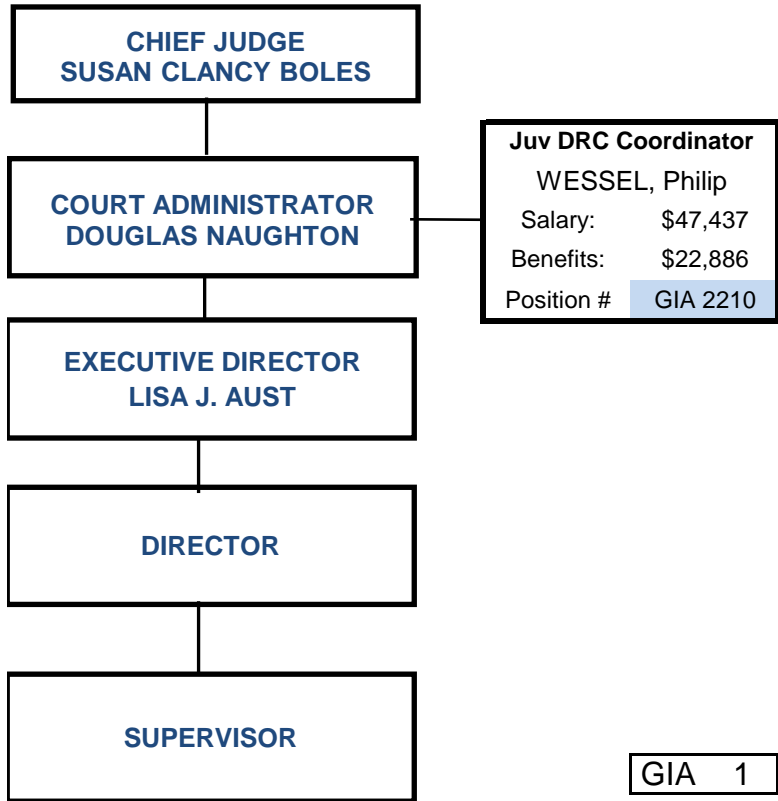 CHIEF JUDGE
SUSAN CLANCY BOLES
COURT ADMINISTRATOR
DOUGLAS NAUGHTON
Juv DRC Coordinator
WESSEL, Philip
Salary: $47,437
Benefits: $22,886
Position # GIA 2210
EXECUTIVE DIRECTOR
LISA J. AUST
DIRECTOR
SUPERVISOR
GIA 1